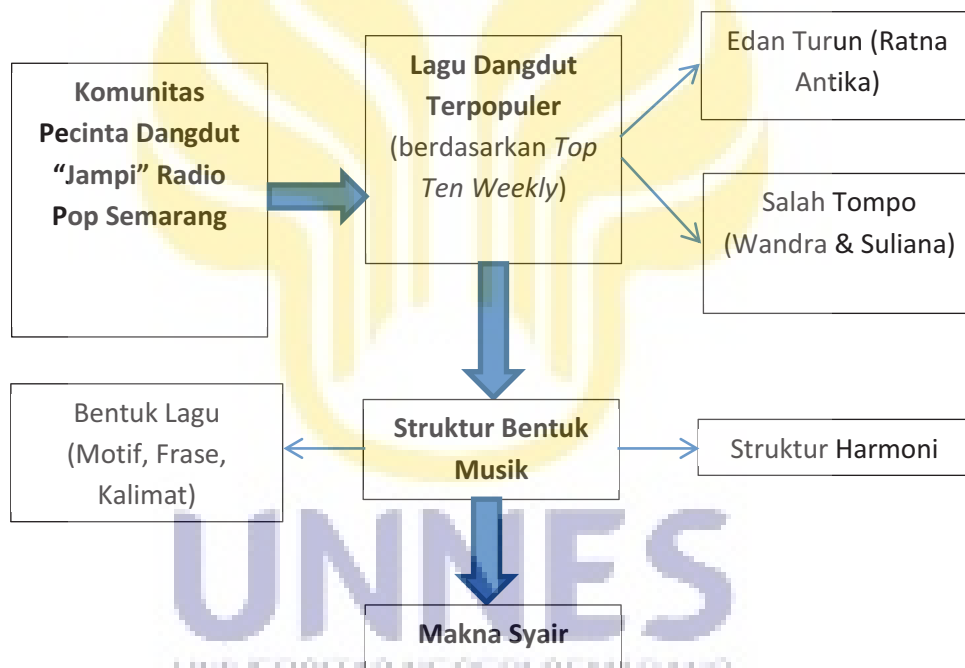 Komunitas
Pecinta Dangdut
“Jampi” Radio
Pop Semarang
Lagu Dangdut
Terpopuler
(berdasarkan Top
Ten Weekly)
Edan Turun (Ratna
Antika)
Salah Tompo
(Wandra & Suliana)
Bentuk Lagu
(Motif, Frase,
Kalimat)
Struktur Bentuk
Musik
Struktur Harmoni
Makna Syair
UNNES